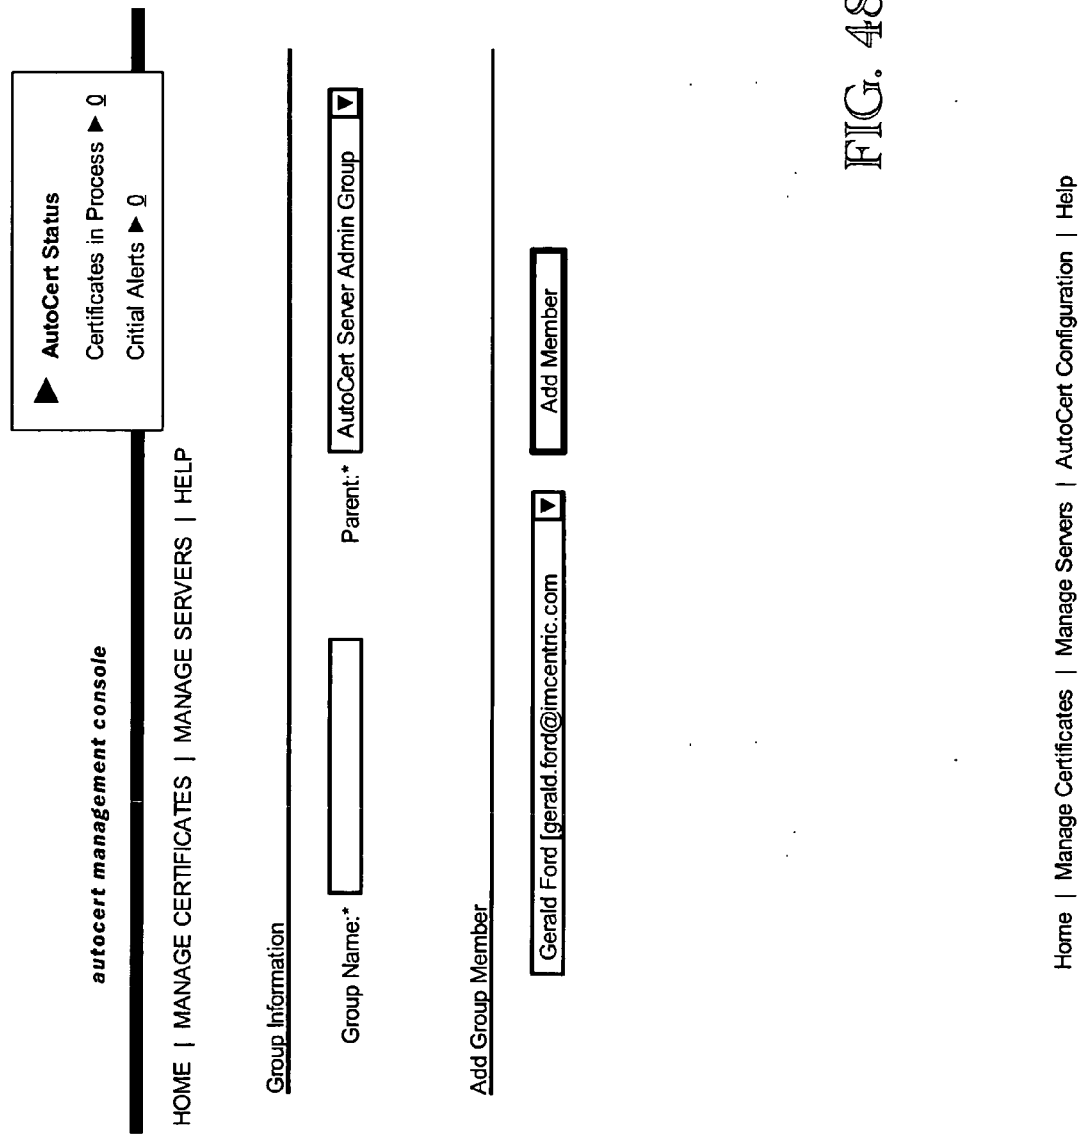 autocert management console
AutoCert Status
Certificates in Process ▶ 0
Critial Alerts ▶ 0
HOME | MANAGE CERTIFICATES | MANAGE SERVERS | HELP
Group Information
Group Name:*
Parent:* AutoCert Server Admin Group
Add Group Member
Gerald Ford [gerald.ford@imcentric.com
Add Member
FIG. 48
Home | Manage Certificates | Manage Servers | AutoCert Configuration | Help